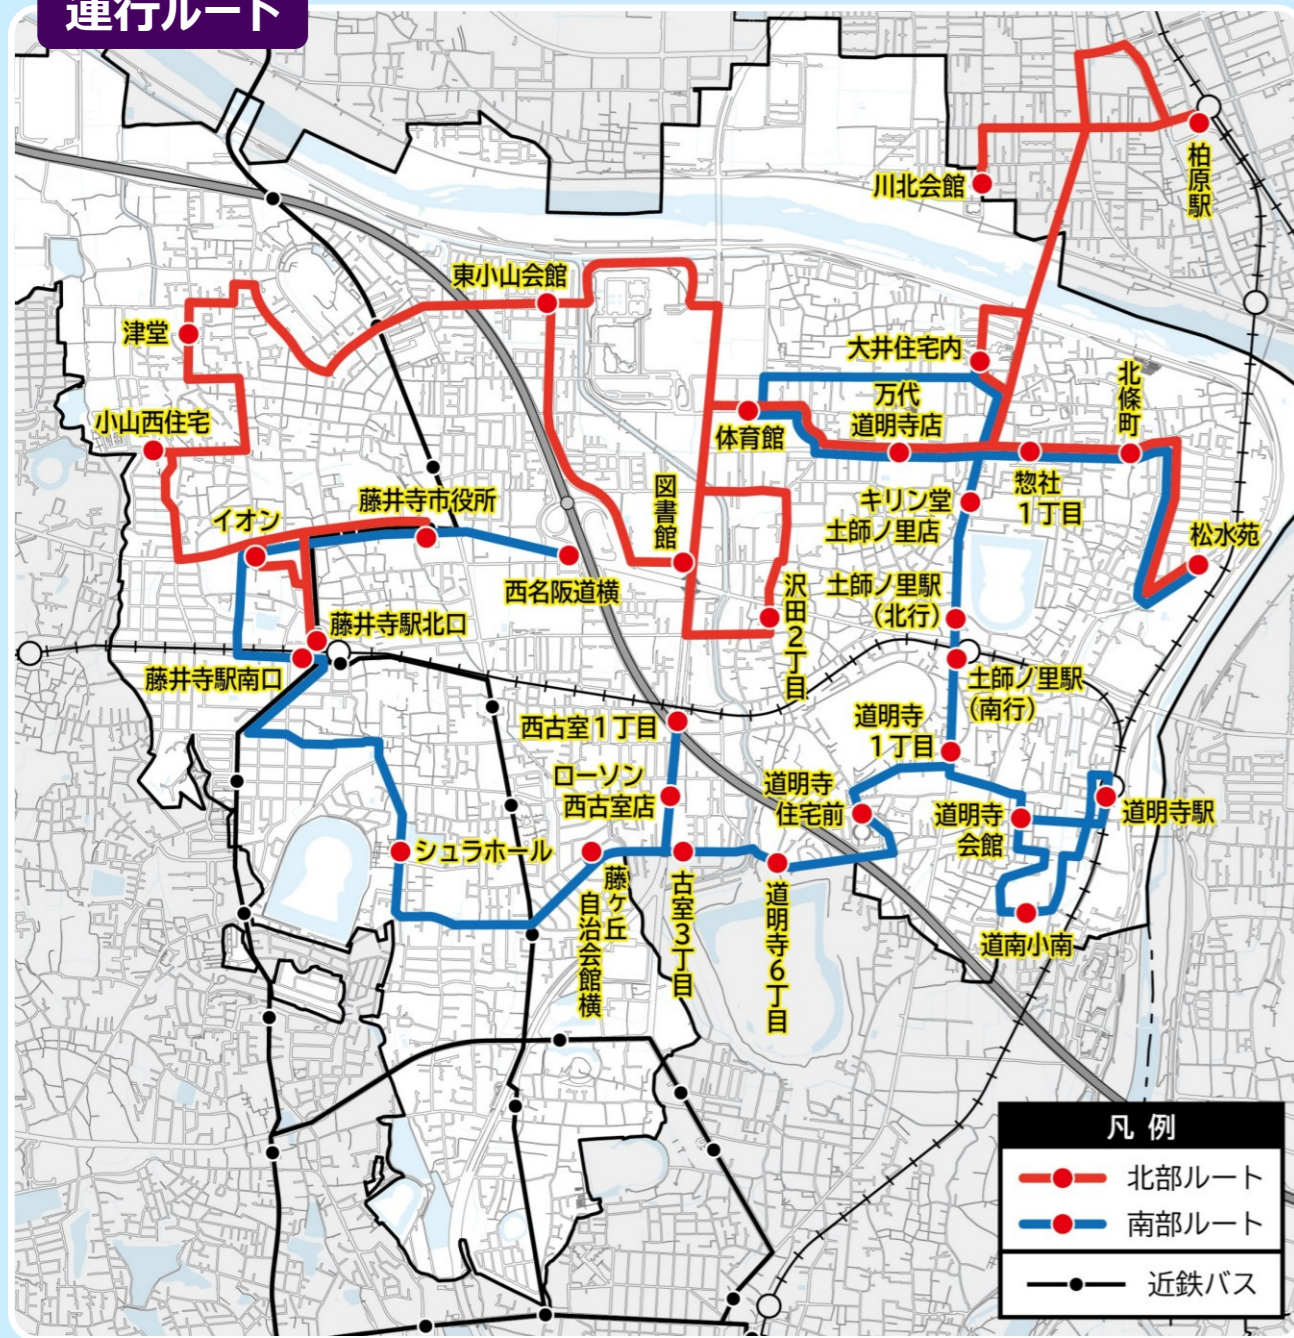 運行ルート
柏原駅
川北会館
東小山会館
津堂
大井住宅内
万代
道明寺店
北條町
小山西住宅
体育館
図書館
藤井寺市役所
キリン堂
土師ノ里店
惣社
1丁目
イオン
松水苑
西名阪道横
沢田2丁目
土師ノ里駅
(北行)
藤井寺駅北口
藤井寺駅南口
土師ノ里駅
(南行)
西古室1丁目
道明寺
1丁目
ローソン
西古室店
道明寺
住宅前
道明寺
会館
道明寺駅
シュラホール
藤ヶ丘
自治会館横
古室3丁目
道明寺6丁目
道南小南
凡例
北部ルート
南部ルート
近鉄バス